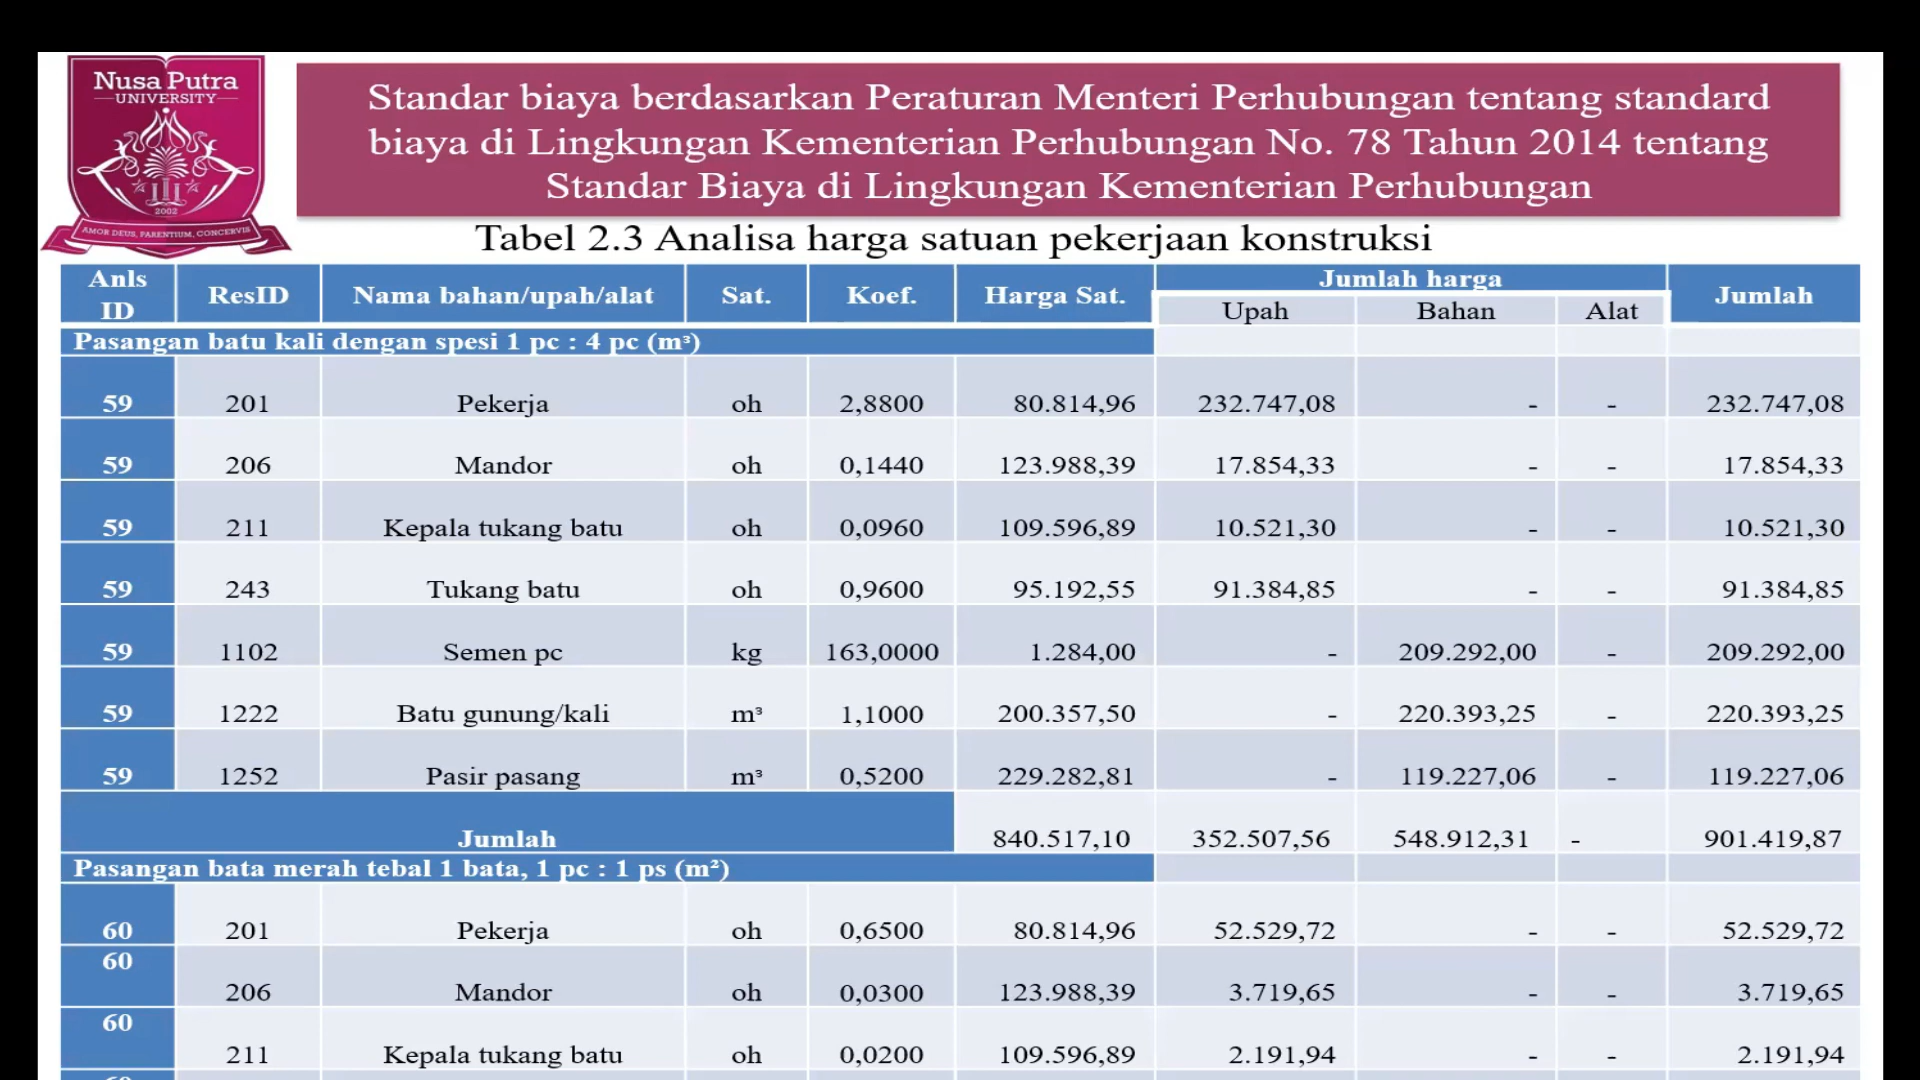 Nusa Putra
UNIVERSITY
2002
AMOR DEUS, PARENTIUM, CONCERVIS
Standar biaya berdasarkan Peraturan Menteri Perhubungan tentang standard
biaya di Lingkungan Kementerian Perhubungan No. 78 Tahun 2014 tentang
Standar Biaya di Lingkungan Kementerian Perhubungan
Tabel 2.3 Analisa harga satuan pekerjaan konstruksi
Anls ID ResID Nama bahan/upah/alat Sat. Koef. Harga Sat. Jumlah harga Jumlah
Upah Bahan Alat
Pasangan batu kali dengan spesi 1 pc : 4 pc (m³)
59 201 Pekerja oh 2,8800 80.814,96 232.747,08 - - 232.747,08
59 206 Mandor oh 0,1440 123.988,39 17.854,33 - - 17.854,33
59 211 Kepala tukang batu oh 0,0960 109.596,89 10.521,30 - - 10.521,30
59 243 Tukang batu oh 0,9600 95.192,55 91.384,85 - - 91.384,85
59 1102 Semen pc kg 163,0000 1.284,00 - 209.292,00 - 209.292,00
59 1222 Batu gunung/kali m³ 1,1000 200.357,50 - 220.393,25 - 220.393,25
59 1252 Pasir pasang m³ 0,5200 229.282,81 - 119.227,06 - 119.227,06
Jumlah 840.517,10 352.507,56 548.912,31 - 901.419,87
Pasangan bata merah tebal 1 bata, 1 pc : 1 ps (m²)
60 201 Pekerja oh 0,6500 80.814,96 52.529,72 - - 52.529,72
60 206 Mandor oh 0,0300 123.988,39 3.719,65 - - 3.719,65
60 211 Kepala tukang batu oh 0,0200 109.596,89 2.191,94 - - 2.191,94